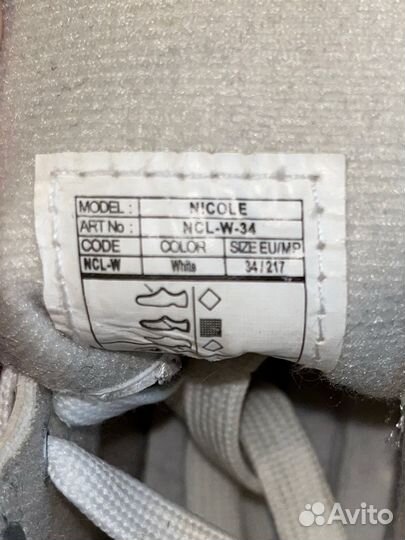 MODEL : NICOLE
ART No : NCL-W-34
CODE COLOR SIZE EU/MP
NCL-W White 34 / 217
Avito